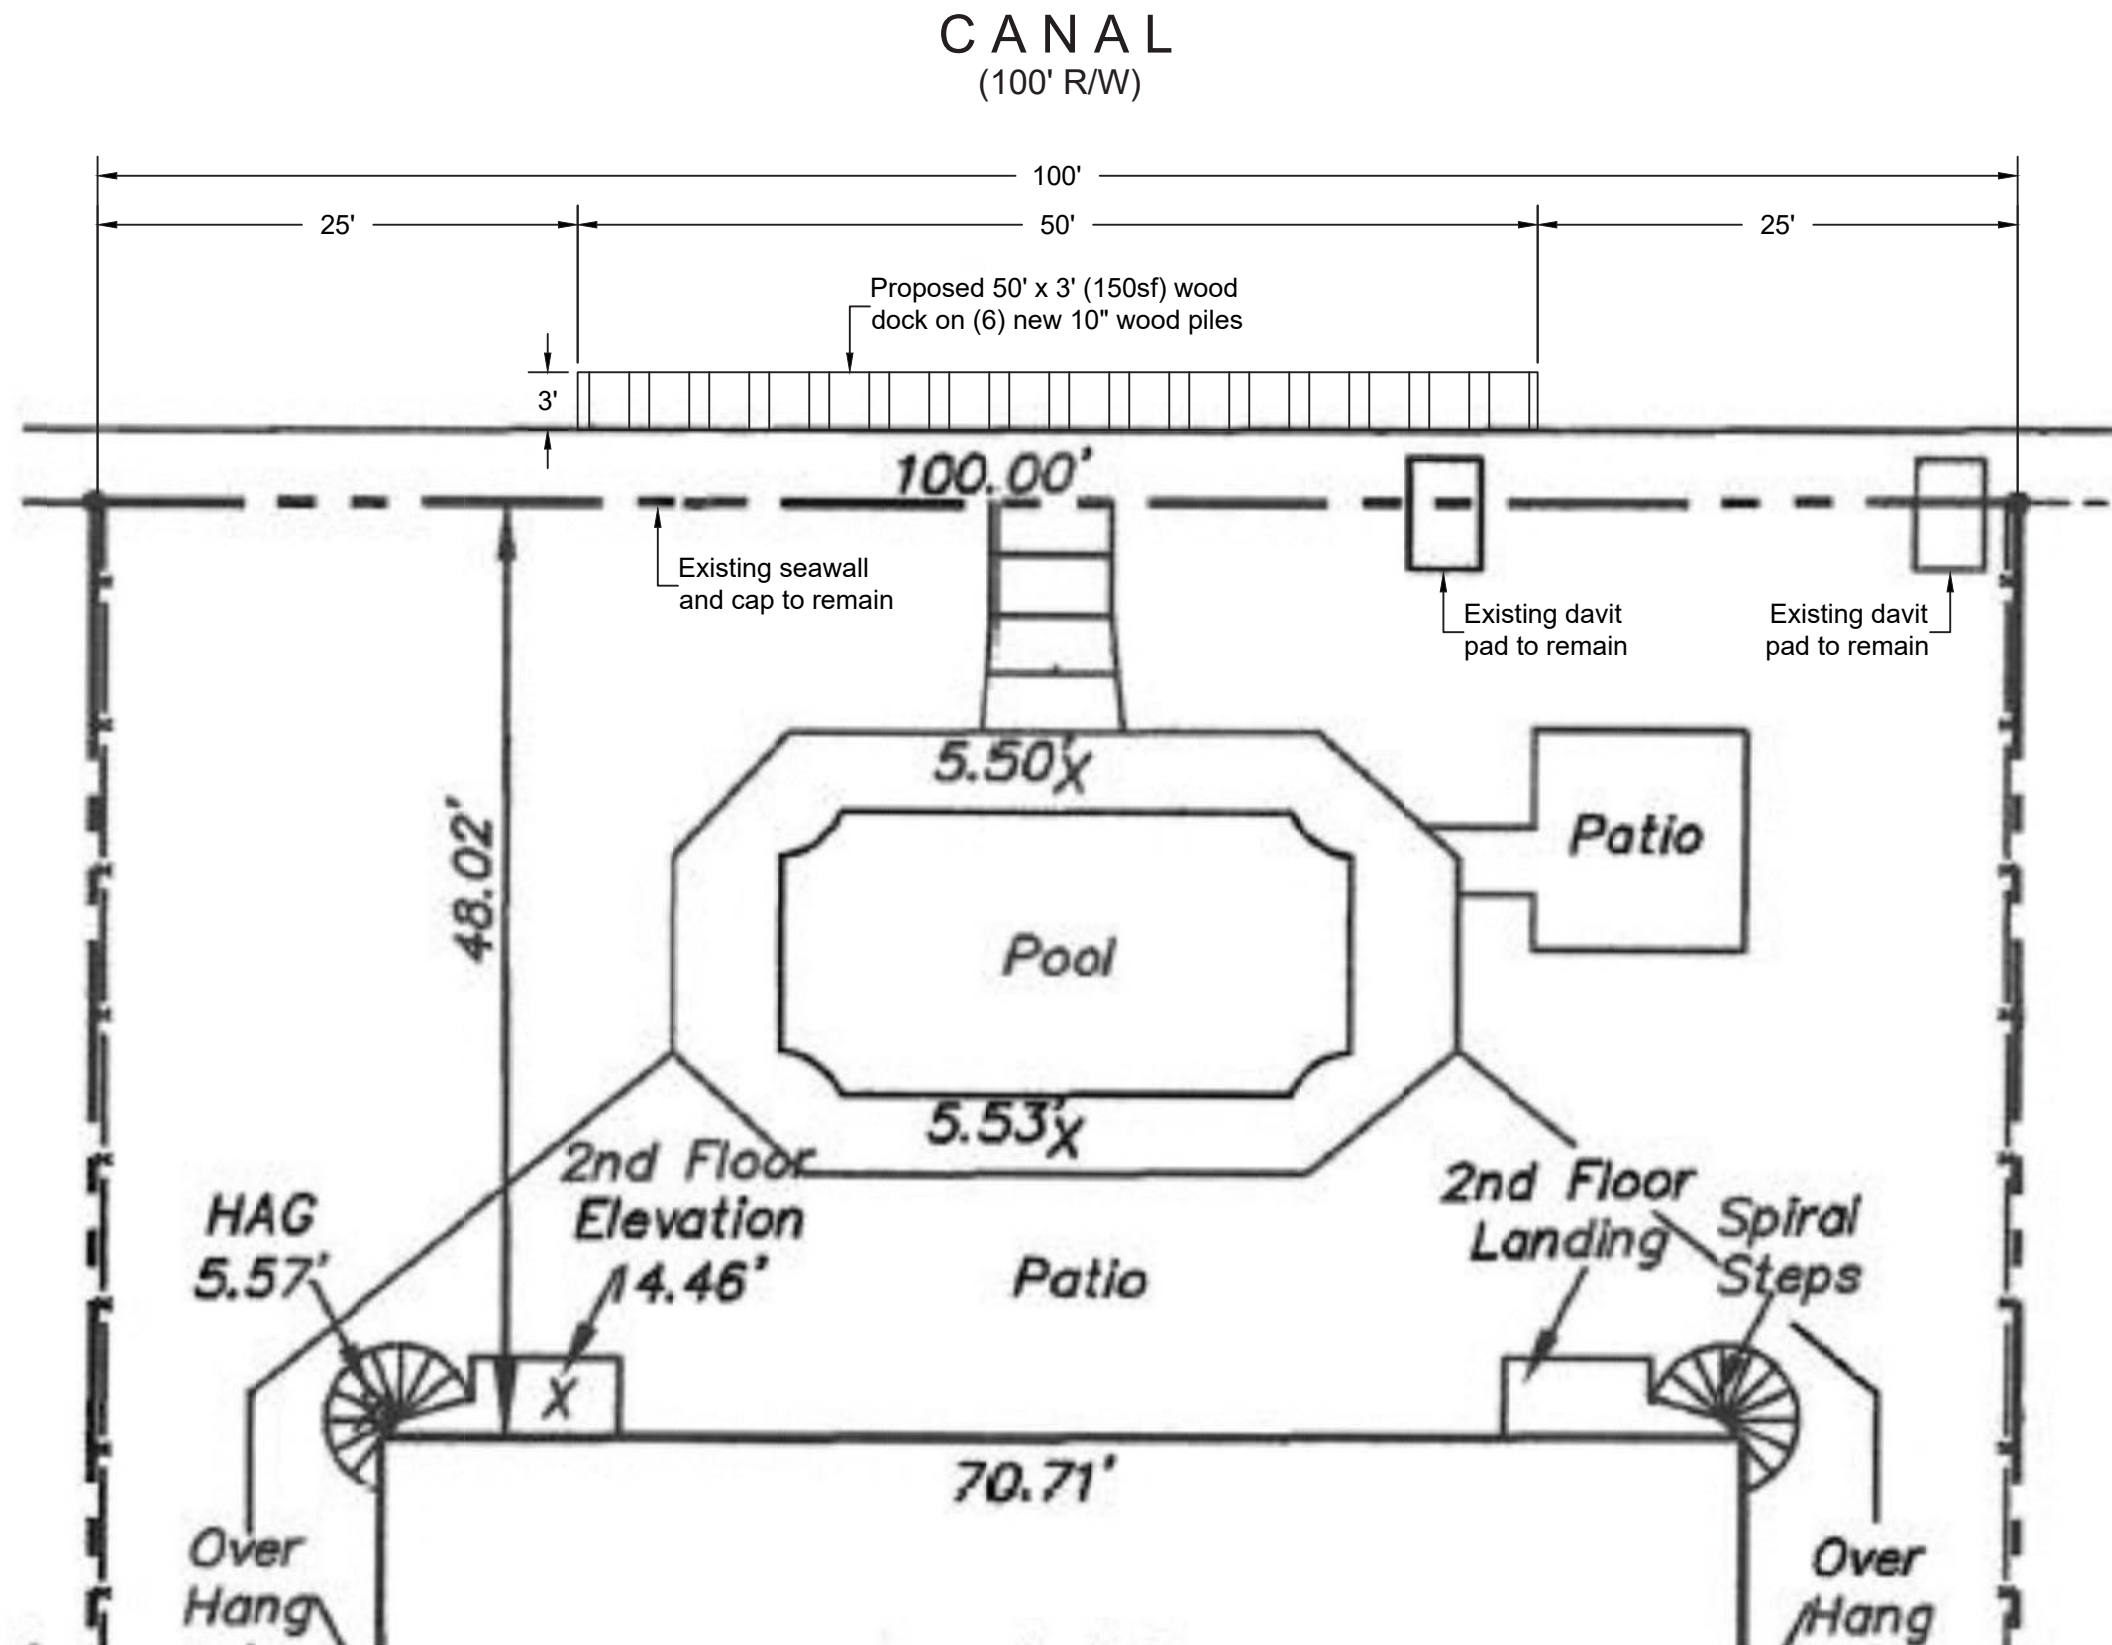 CANAL
(100' R/W)
100'
25'
50'
25'
Proposed 50' x 3' (150sf) wood
dock on (6) new 10" wood piles
3'
100.00'
Existing seawall
and cap to remain
Existing davit
pad to remain
Existing davit
pad to remain
5.50'X
48.02'
Patio
Pool
5.53'X
2nd Floor
Elevation
14.46'
X
HAG
5.57'
Patio
2nd Floor
Landing
Spiral
Steps
70.71'
Over
Hang
Over
Hang